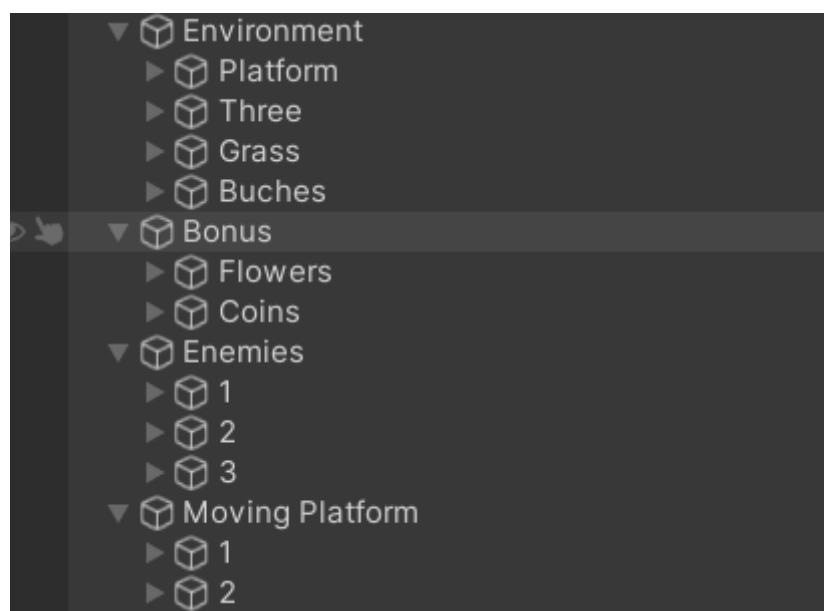 Environment
Platform
Three
Grass
Buches
Bonus
Flowers
Coins
Enemies
1
2
3
Moving Platform
1
2